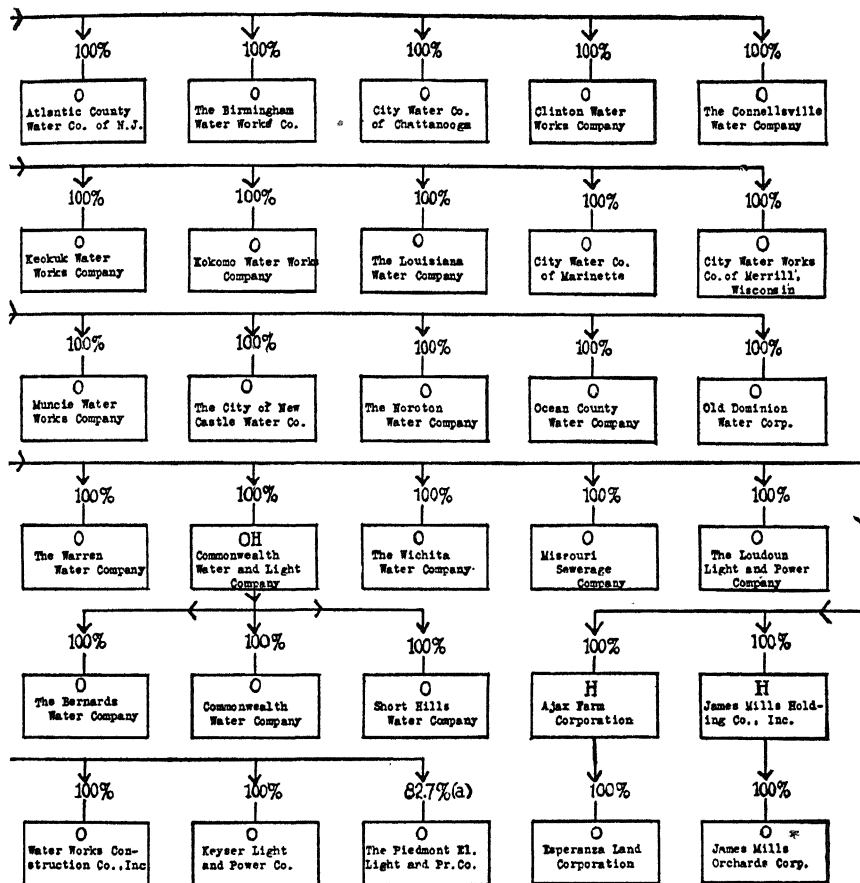 100% 100% 100% 100% 100%
O O O O O
Atlantic County The Birmingham City Water Co. Clinton Water The Connellsville
Water Co. of N.J. Water Works Co. of Chattanooga Works Company Water Company
100% 100% 100% 100% 100%
O O O O O
Keokuk Water Kokomo Water Works The Louisiana City Water Co. City Water Works
Works Company Company Water Company of Marinette Co. of Merrill,
Wisconsin
100% 100% 100% 100% 100%
O O O O O
Muncie Water The City of New The Noroton Ocean County Old Dominion
Works Company Castle Water Co. Water Company Water Company Water Corp.
100% 100% 100% 100% 100%
O OH O O O
The Warren Commonwealth The Wichita Missouri The Loudoun
Water Company Water and Light Water Company Sewerage Light and Power
Company Company Company
100% 100% 100% 100% 100%
O O O H H
The Bernards Commonwealth Short Hills Ajax Farm James Mills Hold-
Water Company Water Company Water Company Corporation ing Co., Inc.
100% 100% 82.7%(a) 100% 100%
O O O O O
Water Works Con- Keyser Light The Piedmont El. Esperanza Land James Mills
struction Co., Inc and Power Co. Light and Pr. Co. Corporation Orchards Corp.